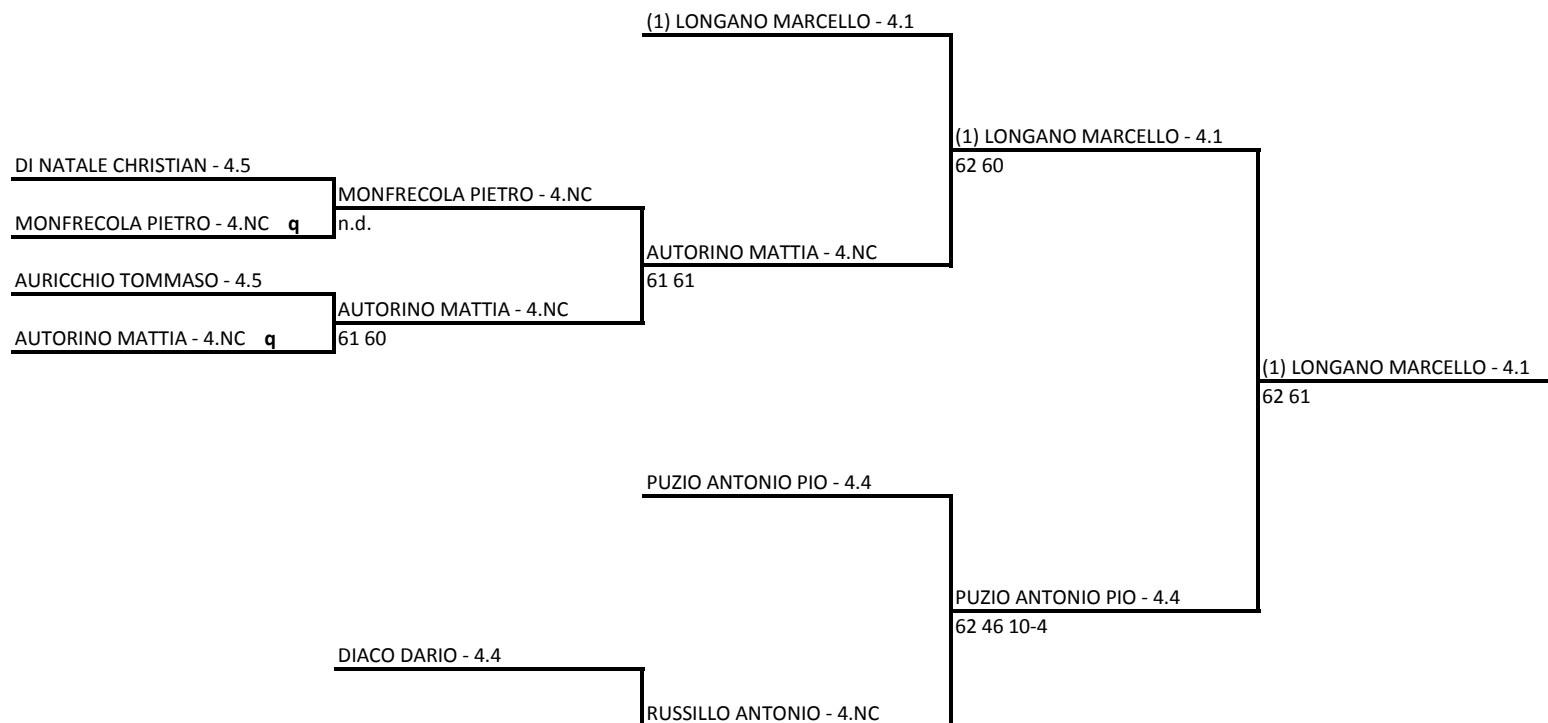 (1) LONGANO MARCELLO - 4.1
(1) LONGANO MARCELLO - 4.1
DI NATALE CHRISTIAN - 4.5
62 60
MONFRECOLA PIETRO - 4.NC
MONFRECOLA PIETRO - 4.NC q
n.d.
AUTORINO MATTIA - 4.NC
AURICCHIO TOMMASO - 4.5
61 61
AUTORINO MATTIA - 4.NC
AUTORINO MATTIA - 4.NC q
61 60
(1) LONGANO MARCELLO - 4.1
62 61
PUZIO ANTONIO PIO - 4.4
PUZIO ANTONIO PIO - 4.4
62 46 10-4
DIACO DARIO - 4.4
RUSSILLO ANTONIO - 4.NC